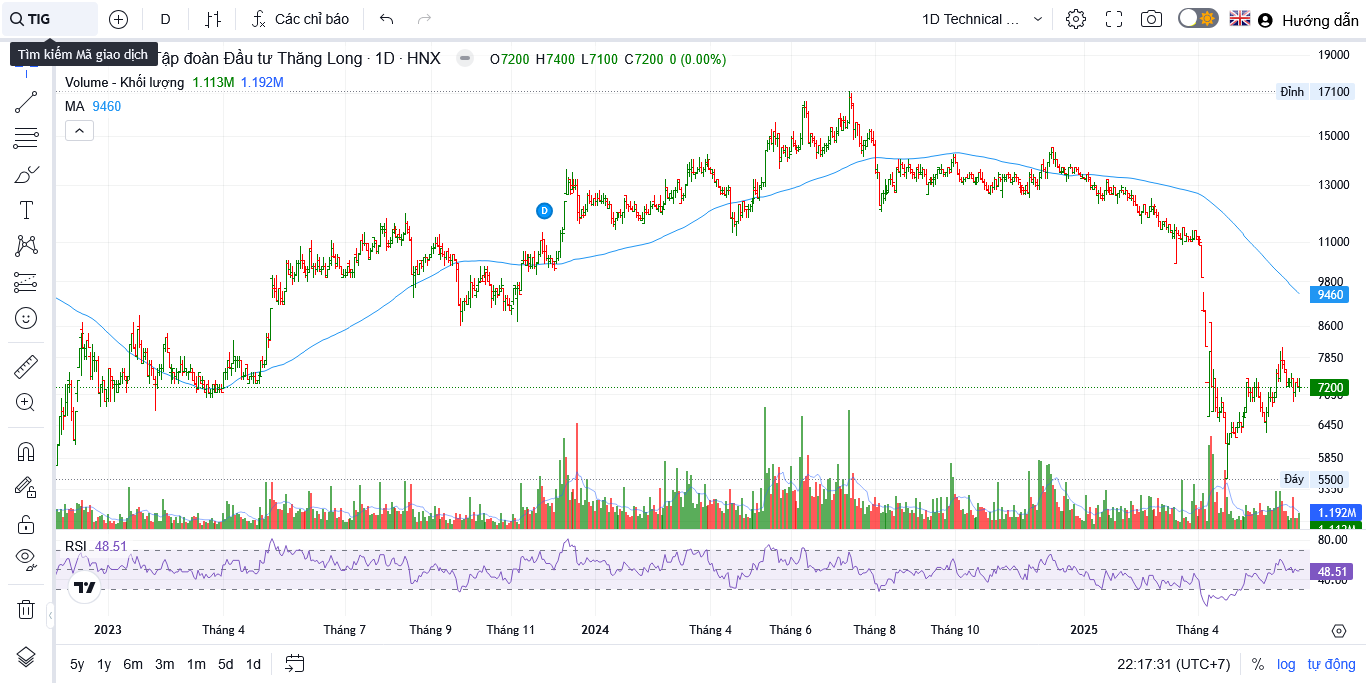 TIG
D
Các chỉ báo
1D Technical ...
Hướng dẫn
Tìm kiếm Mã giao dịch
Tập đoàn Đầu tư Thăng Long · 1D · HNX
O7200 H7400 L7100 C7200 0 (0.00%)
Volume - Khối lượng 1.113M 1.192M
MA 9460
D
19000
Đỉnh 17100
15000
13000
11000
9800
9460
8600
7850
7200
6450
5850
Đáy 5500
1.192M
RSI 48.51
80.00
48.51
40.00
2023 Tháng 4 Tháng 7 Tháng 9 Tháng 11 2024 Tháng 4 Tháng 6 Tháng 8 Tháng 10 2025 Tháng 4
5y 1y 6m 3m 1m 5d 1d
22:17:31 (UTC+7) % log tự động